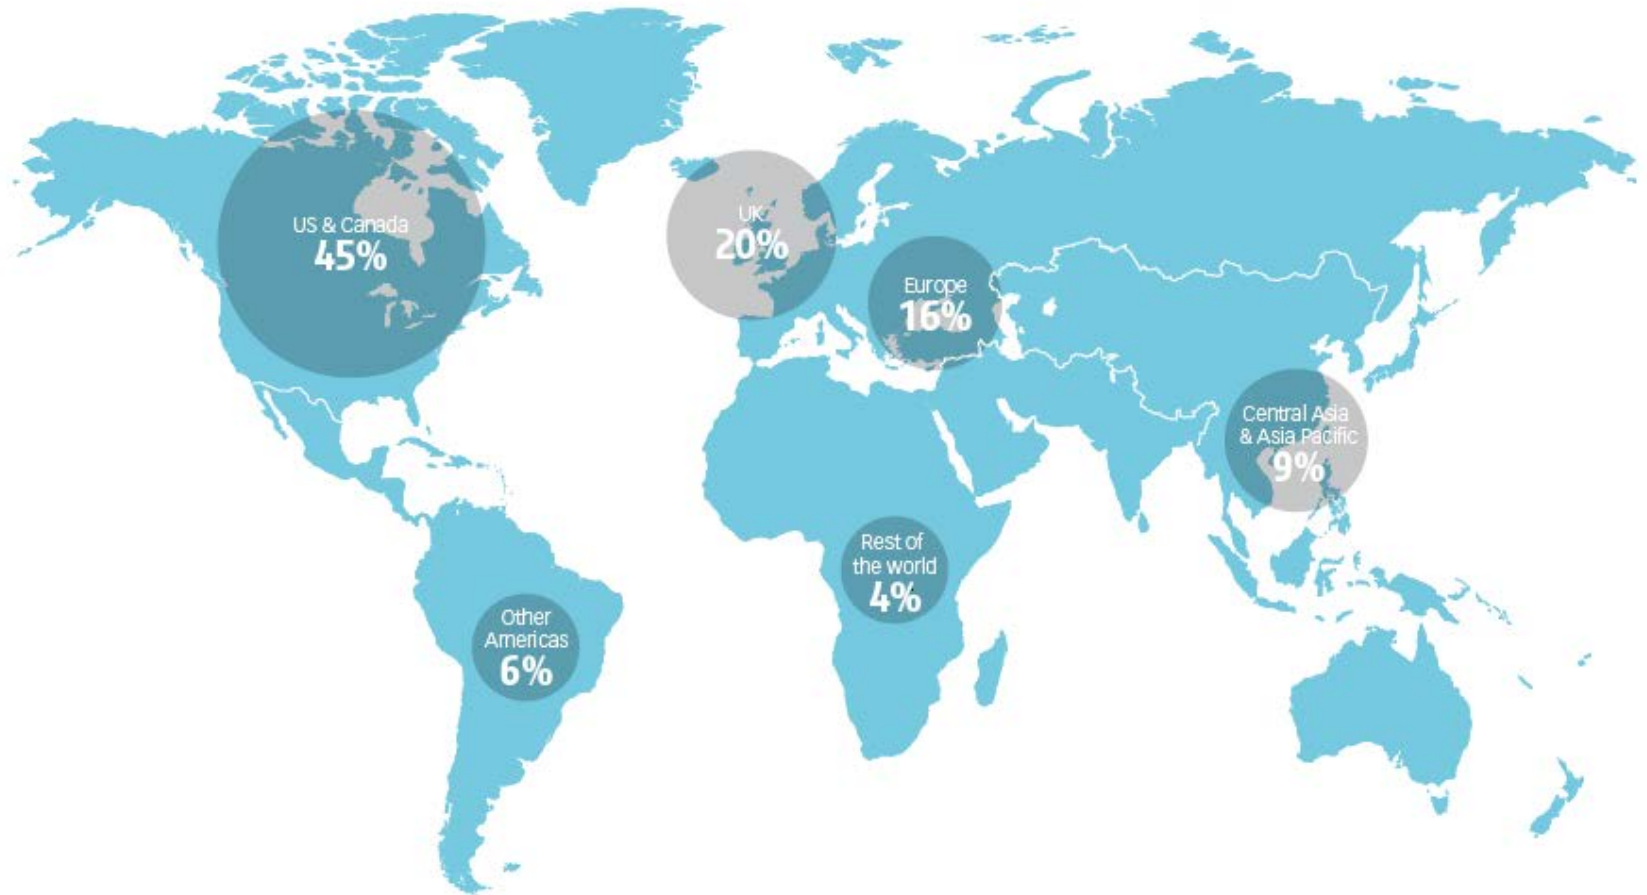 US & Canada
45%
UK
20%
Europe
16%
Central Asia
& Asia Pacific
9%
Rest of
the world
4%
Other
Americas
6%